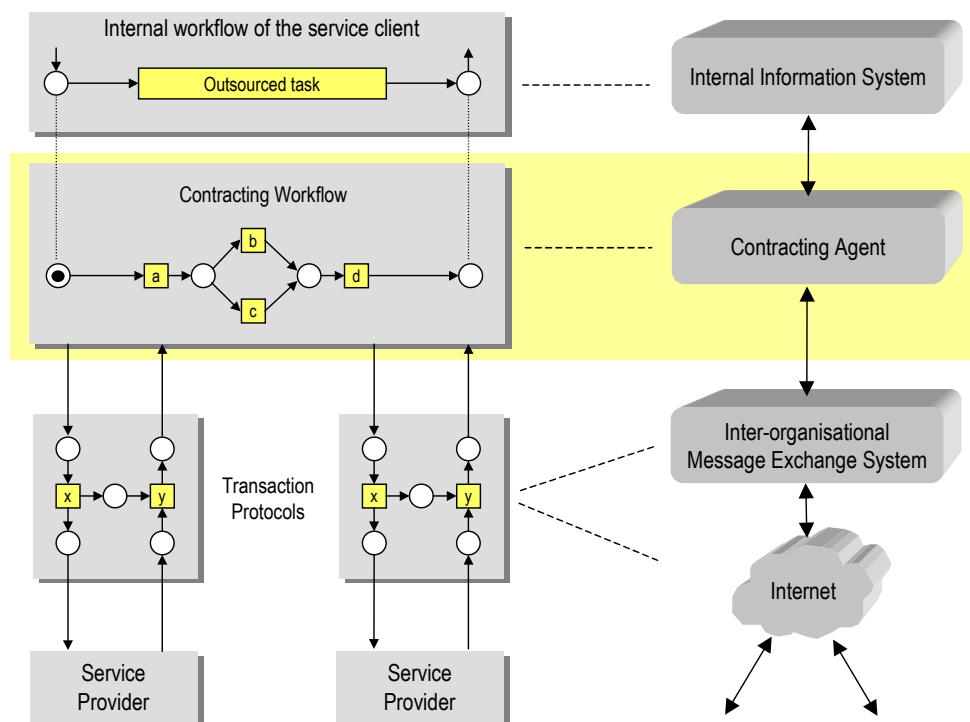 Internal workflow of the service client
Outsourced task
Internal Information System
Contracting Workflow
a
b
c
d
Contracting Agent
x
y
Transaction
Protocols
x
y
Inter-organisational
Message Exchange System
Internet
Service
Provider
Service
Provider